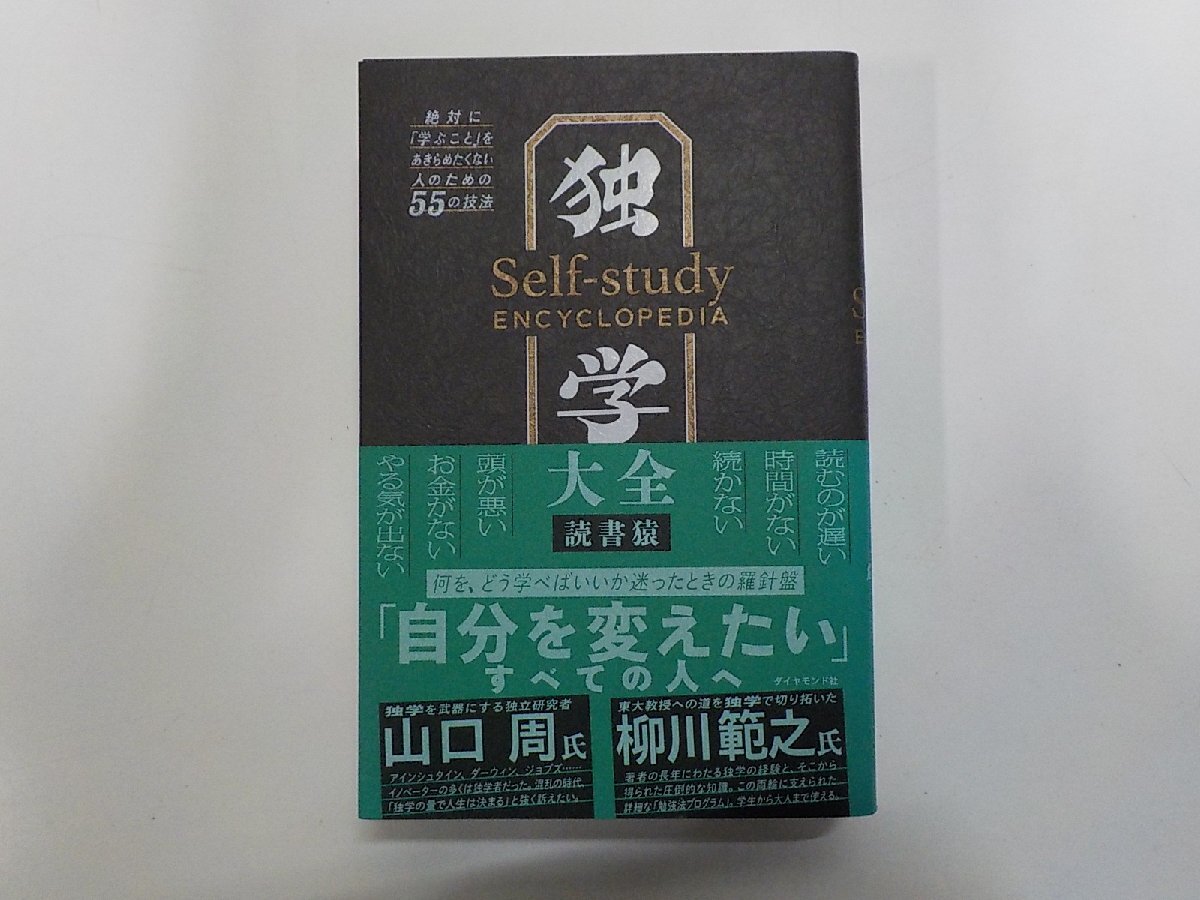 絶対に
「学ぶこと」を
あきらめたくない
人のための
55の技法
独
Self-study
ENCYCLOPEDIA
学
大全
読書猿
読むのが遅い
時間がない
続かない
頭が悪い
お金がない
やる気が出ない
何を、どう学べばいいか迷ったときの羅針盤
「自分を変えたい」
すべての人へ
ダイヤモンド社
独学を武器にする独立研究者
山口 周氏
アインシュタイン、ダーウィン、ジョブズ……
イノベーターの多くは独学者だった。混乱の時代、
「独学の量で人生は決まる」と強く訴えたい。
東大教授への道を独学で切り拓いた
柳川範之氏
著者の長年にわたる独学の経験と、そこから
得られた圧倒的な知識。この両輪に支えられた
詳細な「勉強法プログラム」。学生から大人まで使える。
S
E